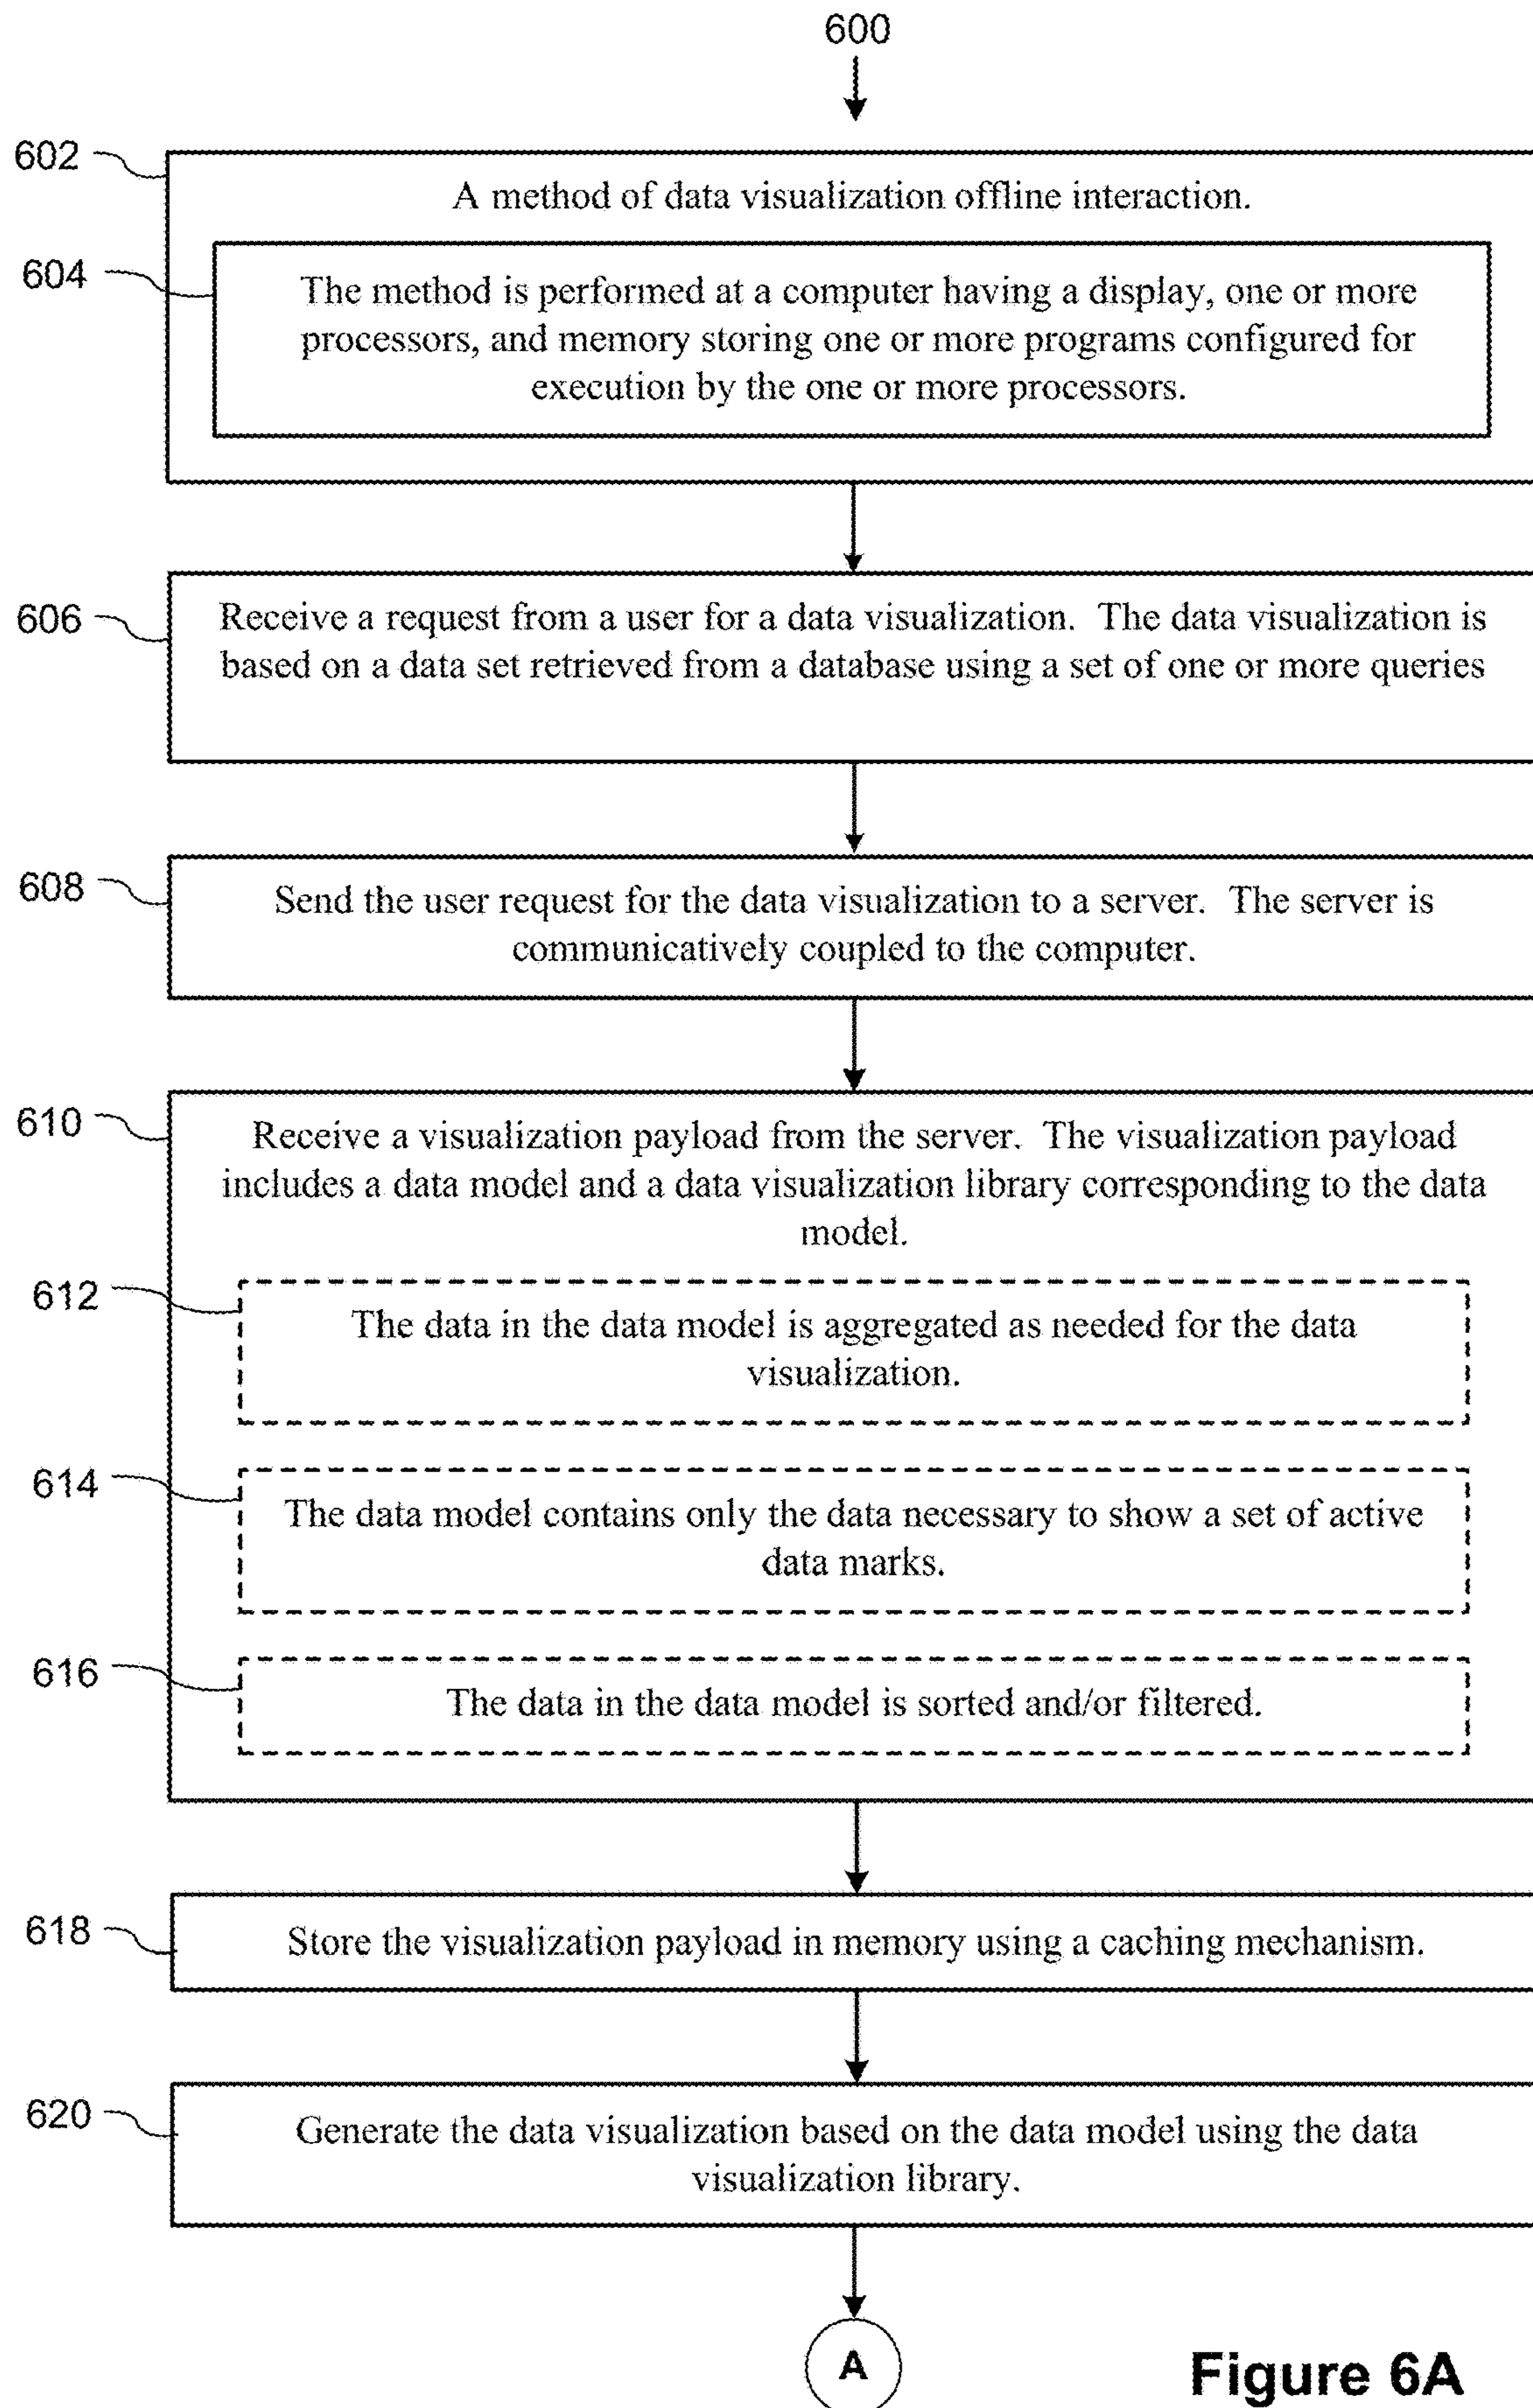 600
602
A method of data visualization offline interaction.
604
The method is performed at a computer having a display, one or more
processors, and memory storing one or more programs configured for
execution by the one or more processors.
606
Receive a request from a user for a data visualization. The data visualization is
based on a data set retrieved from a database using a set of one or more queries
608
Send the user request for the data visualization to a server. The server is
communicatively coupled to the computer.
610
Receive a visualization payload from the server. The visualization payload
includes a data model and a data visualization library corresponding to the data
model.
612
The data in the data model is aggregated as needed for the data
visualization.
614
The data model contains only the data necessary to show a set of active
data marks.
616
The data in the data model is sorted and/or filtered.
618
Store the visualization payload in memory using a caching mechanism.
620
Generate the data visualization based on the data model using the data
visualization library.
A
Figure 6A